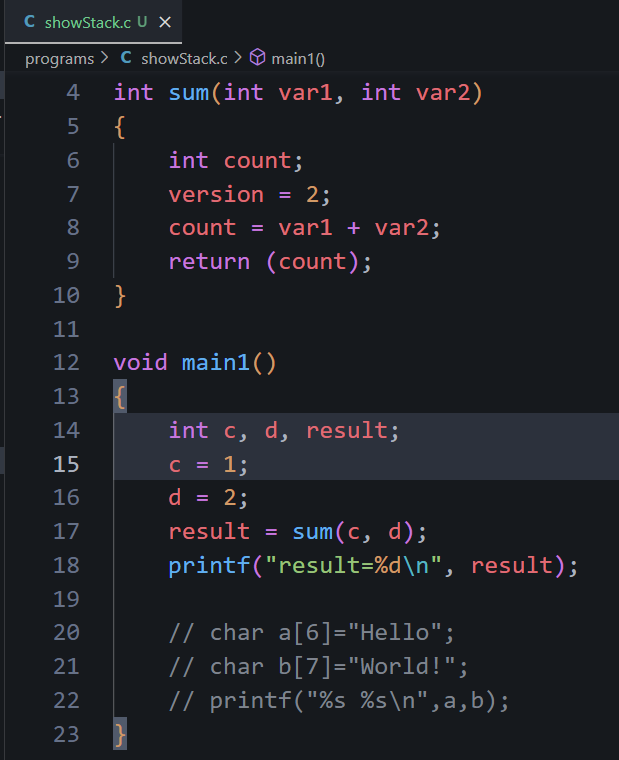 C showStack.c U ×
programs > C showStack.c > main1()
4 int sum(int var1, int var2)
5 {
6     int count;
7     version = 2;
8     count = var1 + var2;
9     return (count);
10 }
11
12 void main1()
13 {
14     int c, d, result;
15     c = 1;
16     d = 2;
17     result = sum(c, d);
18     printf("result=%d\n", result);
19
20     // char a[6]="Hello";
21     // char b[7]="World!";
22     // printf("%s %s\n",a,b);
23 }